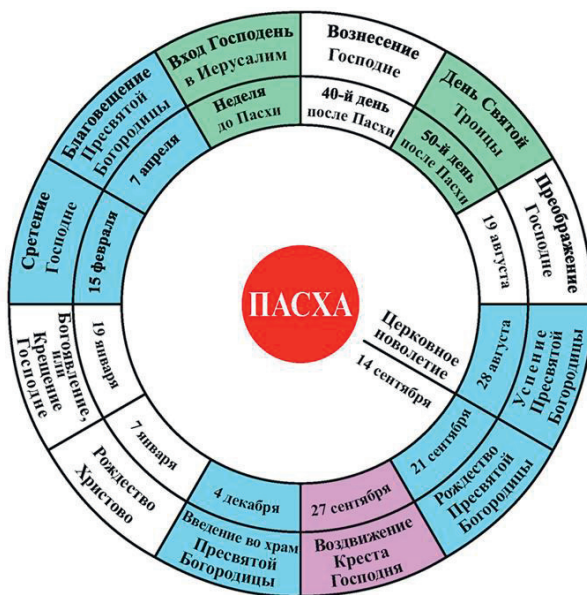 Вход Господень
в Иерусалим
Неделя
до Пасхи
Вознесение
Господне
40-й день
после Пасхи
День Святой
Троицы
50-й день
после Пасхи
Преображение
Господне
19 августа
Успение
Пресвятой
Богородицы
28 августа
Церковное
новолетие
14 сентября
Рождество
Пресвятой
Богородицы
21 сентября
27 сентября
Воздвижение
Креста
Господня
4 декабря
Введение во храм
Пресвятой
Богородицы
7 января
Рождество
Христово
19 января
Богоявление,
или
Крещение
Господне
Сретение
Господне
15 февраля
Благовещение
Пресвятой
Богородицы
7 апреля
ПАСХА